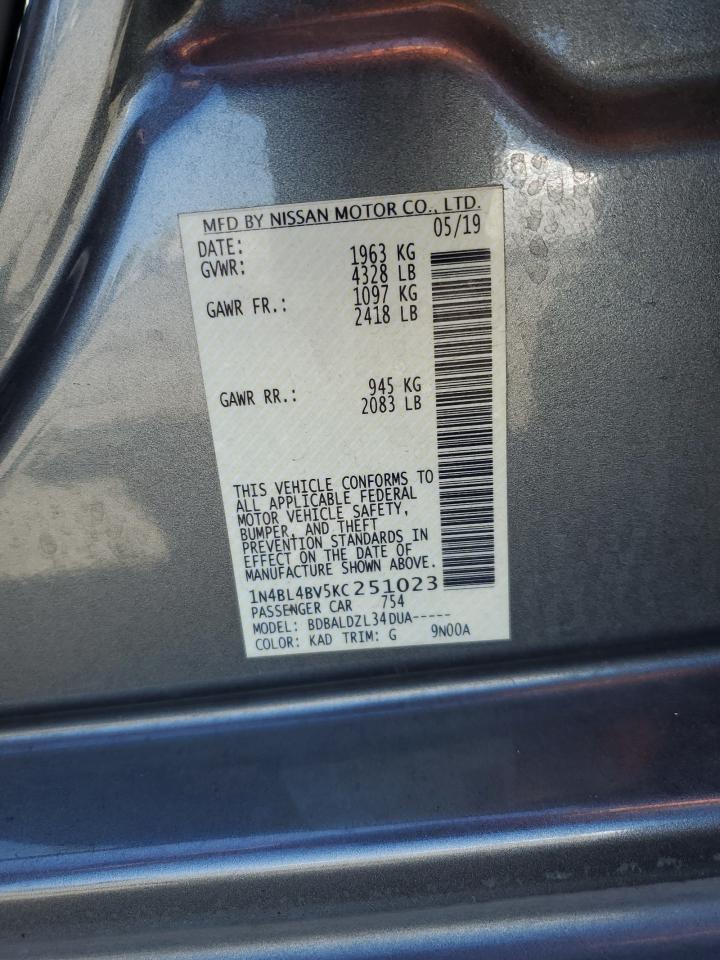 MFD BY NISSAN MOTOR CO., LTD.
DATE: 05/19
GVWR: 1963 KG
4328 LB
GAWR FR.: 1097 KG
2418 LB
GAWR RR.: 945 KG
2083 LB
THIS VEHICLE CONFORMS TO
ALL APPLICABLE FEDERAL
MOTOR VEHICLE SAFETY,
BUMPER, AND THEFT
PREVENTION STANDARDS IN
EFFECT ON THE DATE OF
MANUFACTURE SHOWN ABOVE.
1N4BL4BV5KC251023
PASSENGER CAR 754
MODEL: BDBALDZL34DUA-----
COLOR: KAD TRIM: G 9N00A